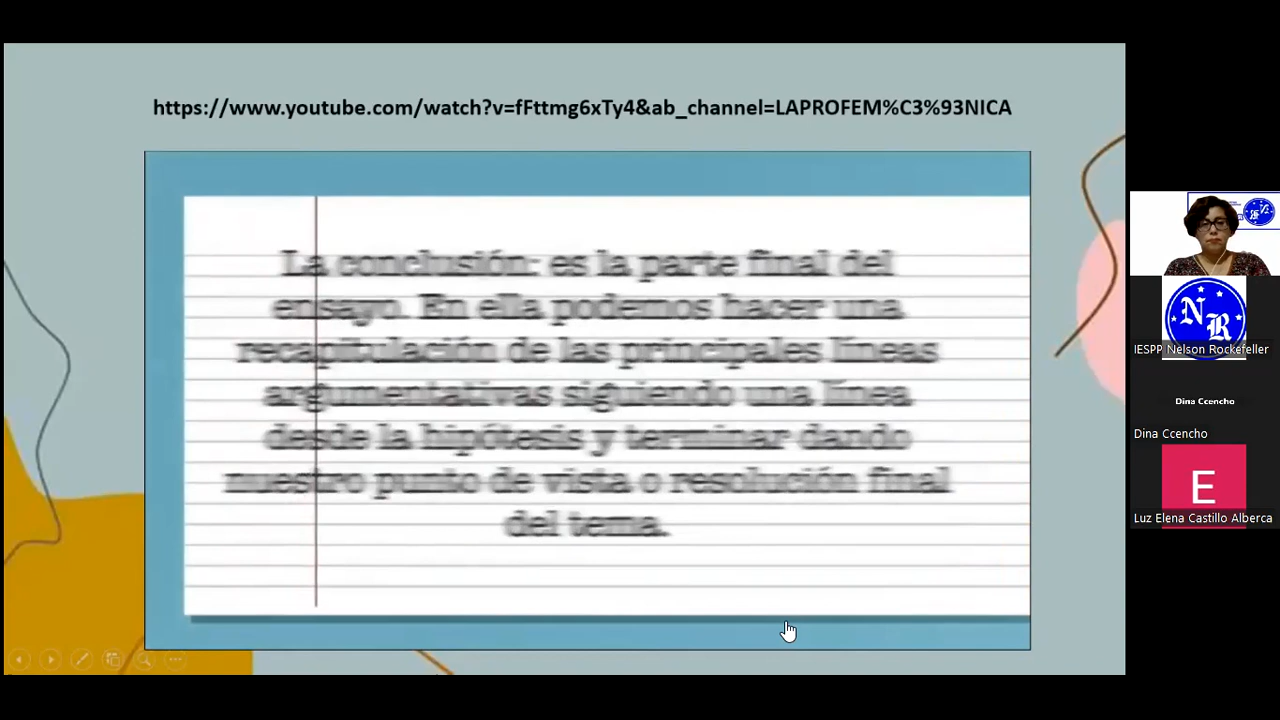 https://www.youtube.com/watch?v=fFttmg6xTy4&ab_channel=LAPROFEM%C3%93NICA
La conclusión: es la parte final del
ensayo. En ella podemos hacer una
recapitulación de las principales líneas
argumentativas siguiendo una línea
desde la hipótesis y terminar dando
nuestro punto de vista o resolución final
del tema.
NR
IESPP Nelson Rockefeller
Dina Ccencho
Dina Ccencho
E
Luz Elena Castillo Alberca